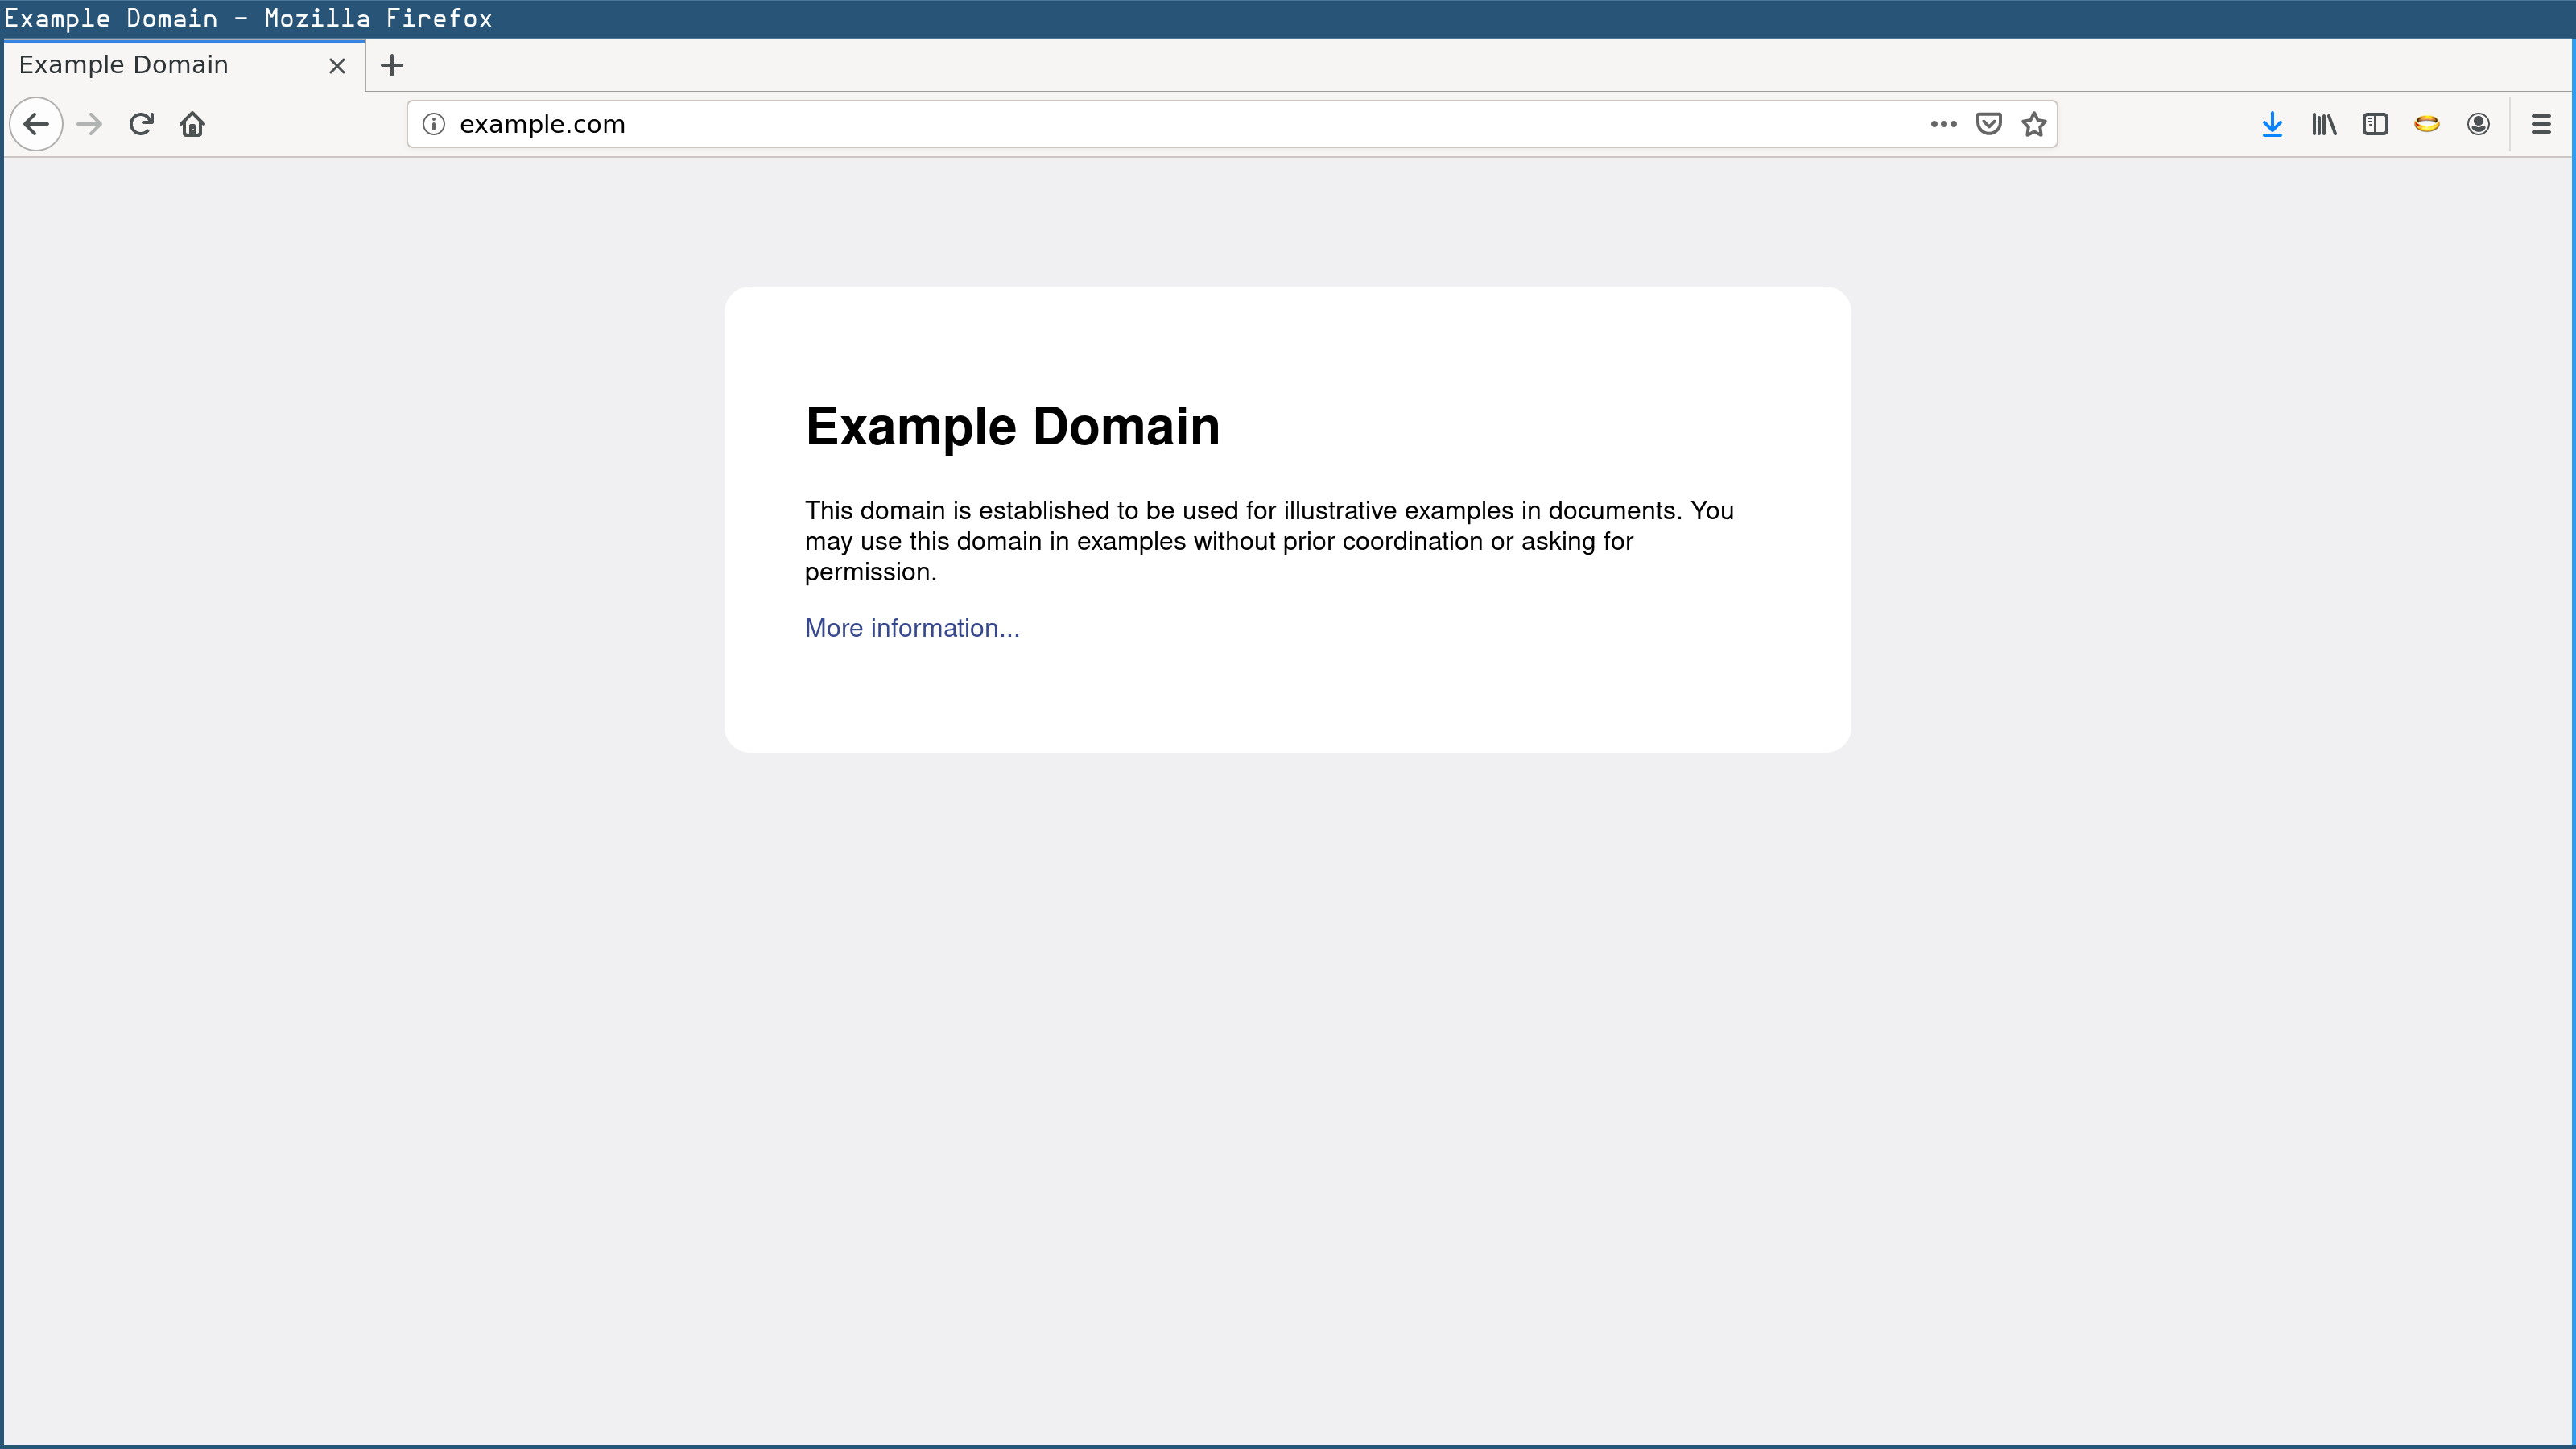 Example Domain - Mozilla Firefox
Example Domain
example.com
Example Domain
This domain is established to be used for illustrative examples in documents. You
may use this domain in examples without prior coordination or asking for
permission.
More information...